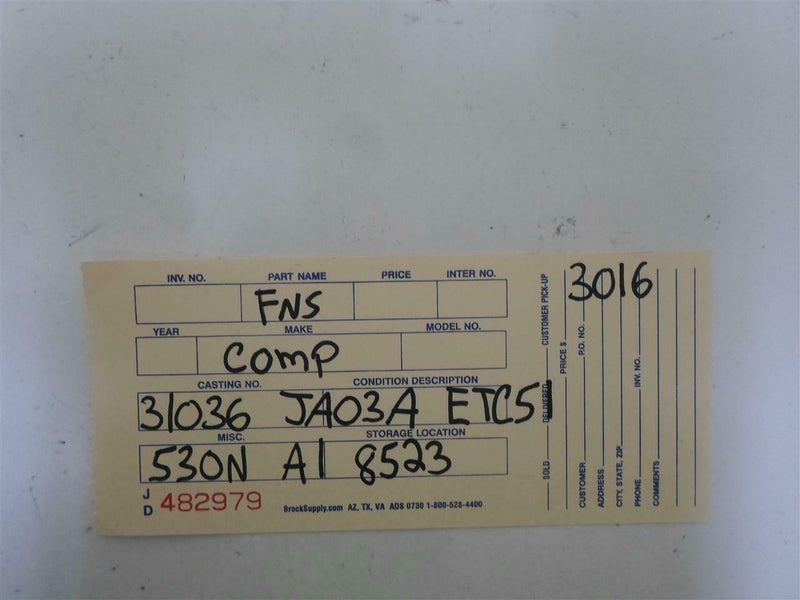 INV. NO. PART NAME PRICE INTER NO.
FNS
YEAR MAKE MODEL NO.
COMP
CASTING NO. CONDITION DESCRIPTION
31036 JA03A ETC5
MISC. STORAGE LOCATION
530N A1 8523
JD 482979 BrockSupply.com AZ, TX, VA ADS 0730 1-800-528-4400
SOLD DELIVERED CUSTOMER PICK-UP
PRICE $
3016
CUSTOMER P.O. NO.
ADDRESS
CITY, STATE, ZIP
PHONE INV. NO.
COMMENTS